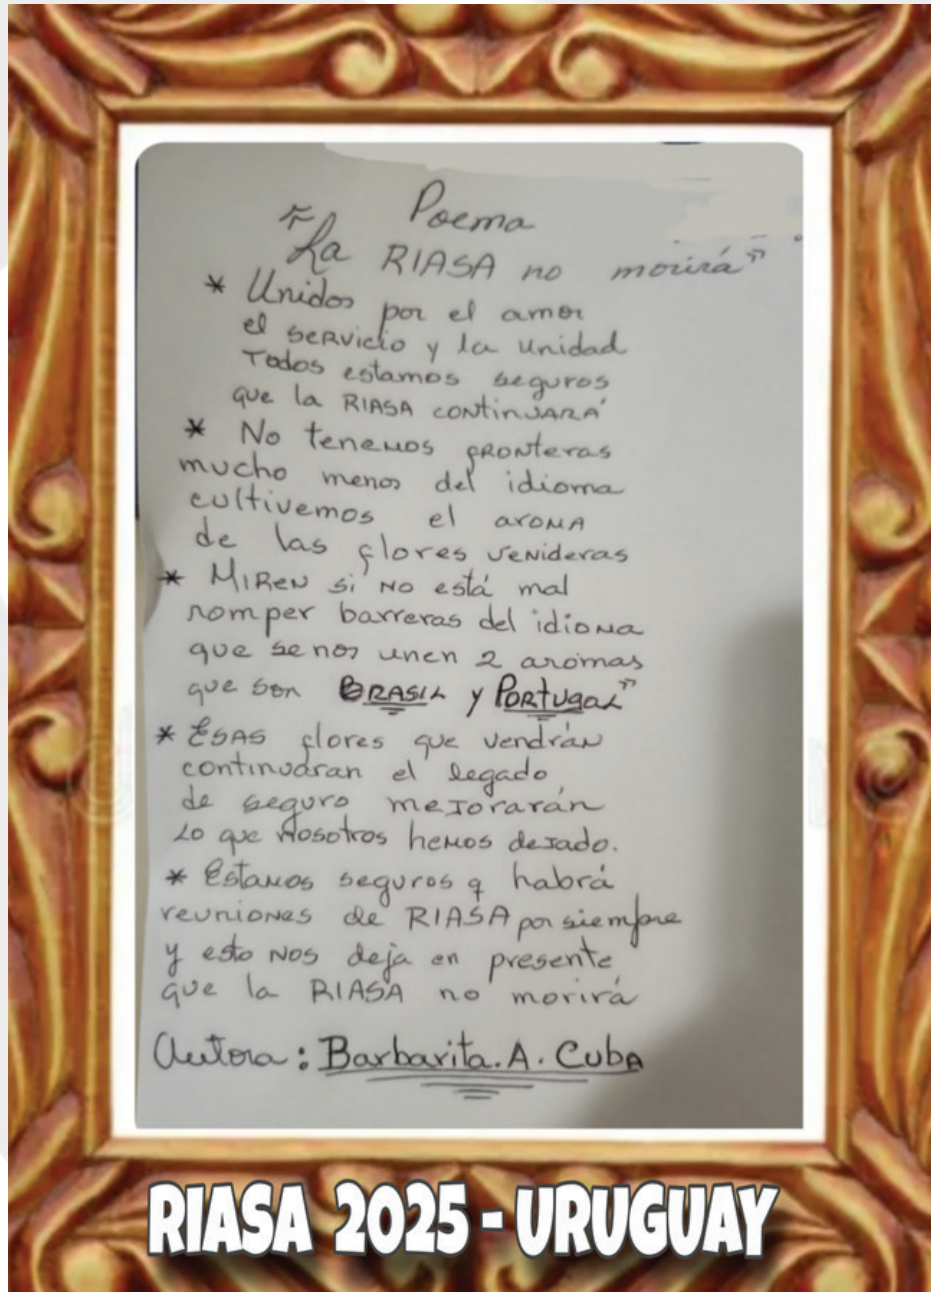 Poema
"La RIASA no morirá"
* Unidos por el amor
el servicio y la unidad
Todos estamos seguros
que la RIASA continuará
* No tenemos fronteras
mucho menos del idioma
cultivemos el aroma
de las flores venideras
* Miren si no está mal
romper barreras del idioma
que se nos unen 2 aromas
que son BRASIL y PORTUGAL"
* Esas flores que vendrán
continuaran el legado
de seguro mejorarán
Lo que nosotros hemos dejado.
* Estamos seguros q habrá
reuniones de RIASA por siempre
y esto nos deja en presente
que la RIASA no morirá
Autora: Barbarita. A. Cuba
RIASA 2025 - URUGUAY